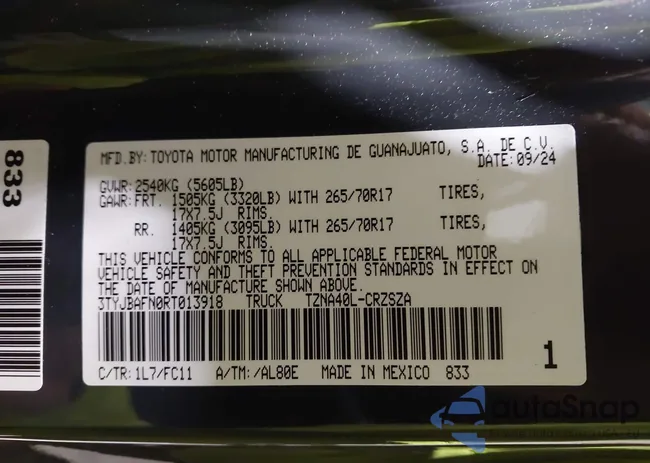 833
MFD.BY: TOYOTA MOTOR MANUFACTURING DE GUANAJUATO, S.A. DE C.V.
DATE: 09/24
GVWR: 2540KG (5605LB)
GAWR: FRT. 1505KG (3320LB) WITH 265/70R17 TIRES,
17X7.5J RIMS.
RR. 1405KG (3095LB) WITH 265/70R17 TIRES,
17X7.5J RIMS.
THIS VEHICLE CONFORMS TO ALL APPLICABLE FEDERAL MOTOR
VEHICLE SAFETY AND THEFT PREVENTION STANDARDS IN EFFECT ON
THE DATE OF MANUFACTURE SHOWN ABOVE.
3TYJBAFN0RT013918 TRUCK TZNA40L-CRZSZA
C/TR: 1L7/FC11 A/TM: /AL80E MADE IN MEXICO 833
1
autoSnap